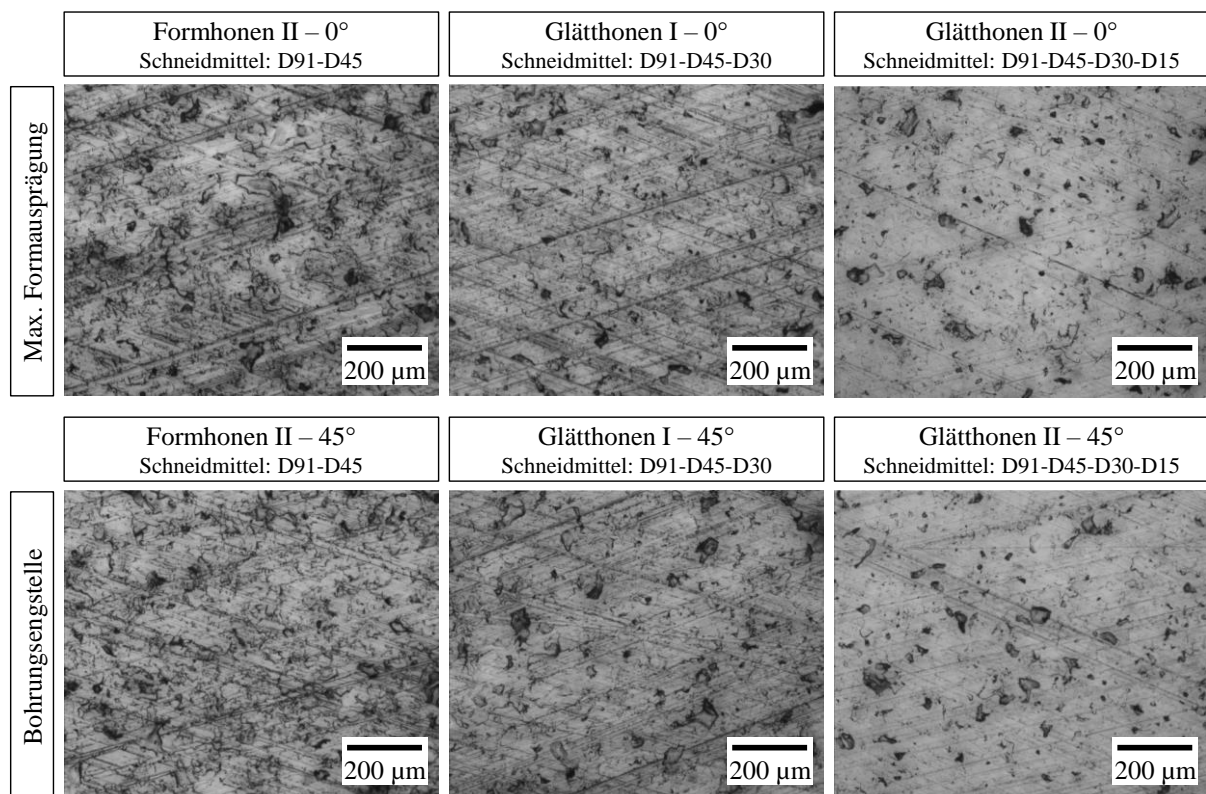 Formhonen II – 0°
Schneidmittel: D91-D45
Glätthonen I – 0°
Schneidmittel: D91-D45-D30
Glätthonen II – 0°
Schneidmittel: D91-D45-D30-D15
Max. Formausprägung
200 µm
200 µm
200 µm
Formhonen II – 45°
Schneidmittel: D91-D45
Glätthonen I – 45°
Schneidmittel: D91-D45-D30
Glätthonen II – 45°
Schneidmittel: D91-D45-D30-D15
Bohrungsengstelle
200 µm
200 µm
200 µm